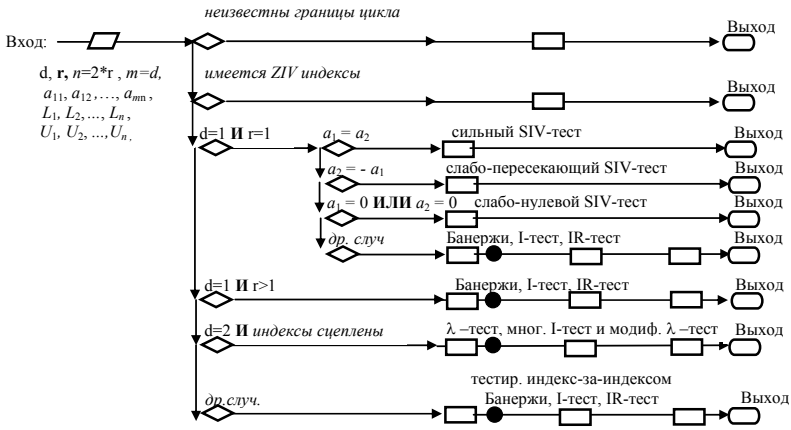 неизвестны границы цикла
Выход
Вход:
d, r, n=2*r , m=d,
a11, a12 ,…, amn ,
L1, L2, ..., Ln ,
U1, U2, ...,Un .
имеется ZIV индексы
Выход
d=1 И r=1
a1 = a2
сильный SIV-тест
Выход
a2 = - a1
слабо-пересекающий SIV-тест
Выход
a1 = 0 ИЛИ a2 = 0
слабо-нулевой SIV-тест
Выход
др. случ
Банержи, I-тест, IR-тест
Выход
d=1 И r>1
Банержи, I-тест, IR-тест
Выход
d=2 И индексы сцеплены
λ –тест, мног. I-тест и модиф. λ –тест
Выход
др.случ.
тестир. индекс-за-индексом
Банержи, I-тест, IR-тест
Выход